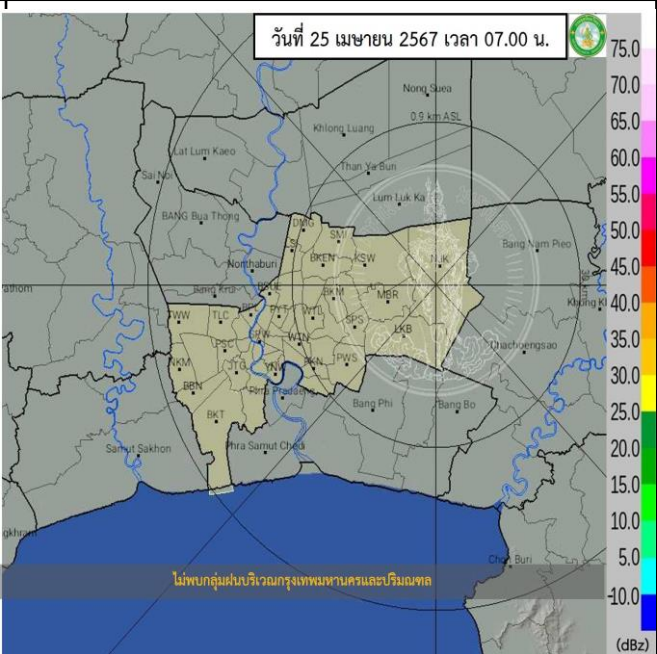 วันที่ 25 เมษายน 2567 เวลา 07.00 น.
75.0
Nong Suea
70.0
0.9 km ASL
65.0
Khlong Luang
Lat Lum Kaeo
60.0
Than Ya Buri
Sai Noi
55.0
Lum Luk Ka
BANG Bua Thong
50.0
DMG
SMI
Bang Nam Pieo
BKEN
KSW
NJK
Nonthaburi
45.0
Bang Krui
BKM
MBR
40.0
TWW
TLC
PYT
WTL
SPS
LKB
35.0
PSC
WTN
Chachoengsao
NKM
JTG
PKN
PWS
30.0
BBN
Phra Pradaeng
BKT
Bang Phi
Bang Bo
25.0
Samut Sakhon
Phra Samut Chedi
20.0
15.0
10.0
Chon Buri
5.0
ไม่พบกลุ่มฝนบริเวณกรุงเทพมหานครและปริมณฑล
-10.0
(dBz)